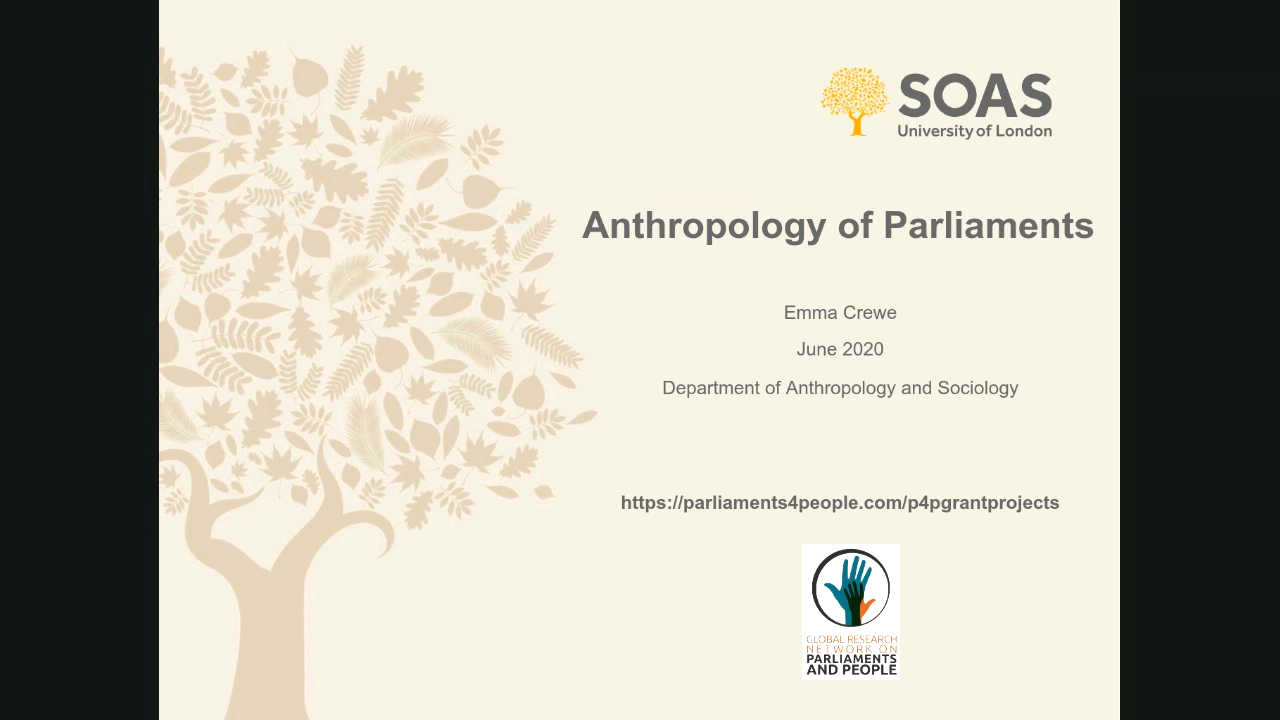 SOAS
University of London
Anthropology of Parliaments
Emma Crewe
June 2020
Department of Anthropology and Sociology
https://parliaments4people.com/p4pgrantprojects
GLOBAL RESEARCH
NETWORK ON
PARLIAMENTS
AND PEOPLE